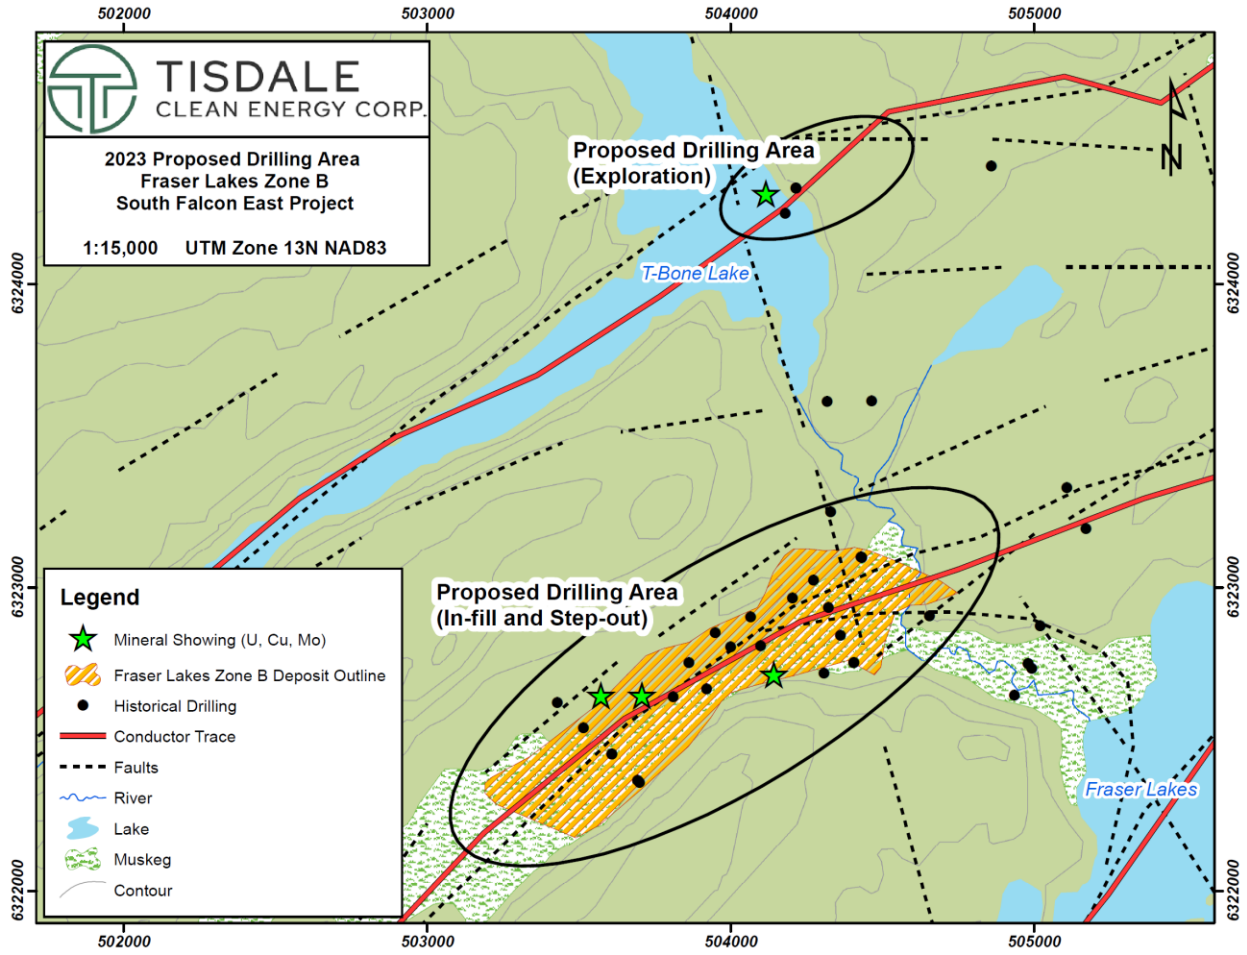 502000 503000 504000 505000
TISDALE
CLEAN ENERGY CORP.
2023 Proposed Drilling Area
Fraser Lakes Zone B
South Falcon East Project
1:15,000 UTM Zone 13N NAD83
Proposed Drilling Area
(Exploration)
N
T-Bone Lake
6324000 6324000
6323000 6323000
Proposed Drilling Area
(In-fill and Step-out)
Legend
Mineral Showing (U, Cu, Mo)
Fraser Lakes Zone B Deposit Outline
Historical Drilling
Conductor Trace
Faults
River
Lake
Muskeg
Contour
Fraser Lakes
6322000 6322000
502000 503000 504000 505000